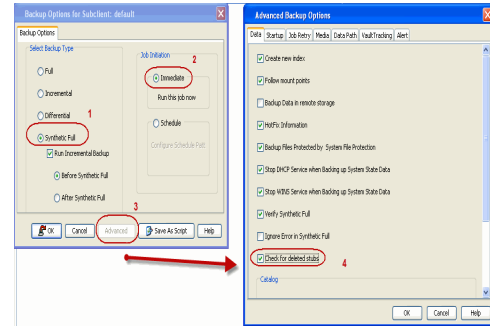 Backup Options for Subclient: default
Backup Options
Select Backup Type
Full
Incremental
Differential
1
Synthetic Full
Run Incremental Backup
Before Synthetic Full
After Synthetic Full
Job Initiation
2
Immediate
Run this job now
Schedule
Configure Schedule Pattern
3
OK
Cancel
Advanced
Save As Script
Help
Advanced Backup Options
Data
Startup
Job Retry
Media
Data Path
VaultTracking
Alert
Create new index
Follow mount points
Backup Data in remote storage
HotFix Information
Backup Files Protected by System File Protection
Stop DHCP Service when Backing up System State Data
Stop WINS Service when Backing up System State Data
Verify Synthetic Full
Ignore Error in Synthetic Full
Check for deleted stubs
4
Catalog
OK
Cancel
Help